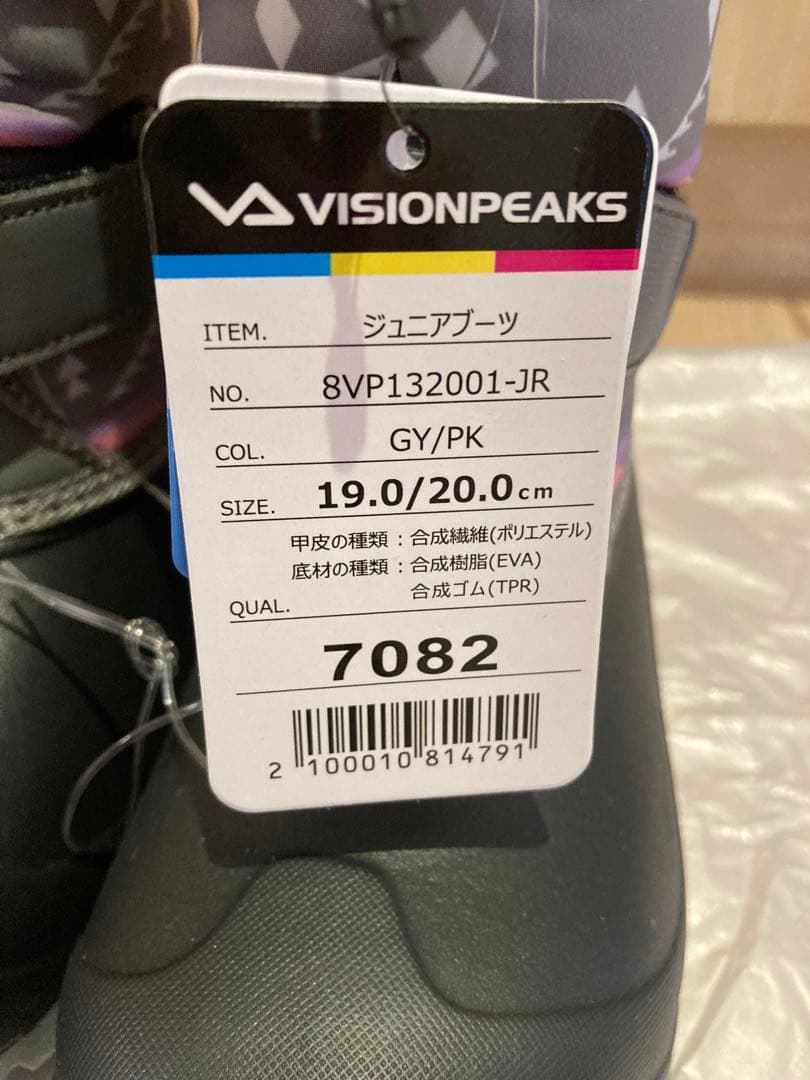 VISIONPEAKS
ITEM. ジュニアブーツ
NO. 8VP132001-JR
COL. GY/PK
SIZE. 19.0/20.0cm
甲皮の種類：合成繊維(ポリエステル)
底材の種類：合成樹脂(EVA)
合成ゴム(TPR)
QUAL.
7082
2 100010 814791